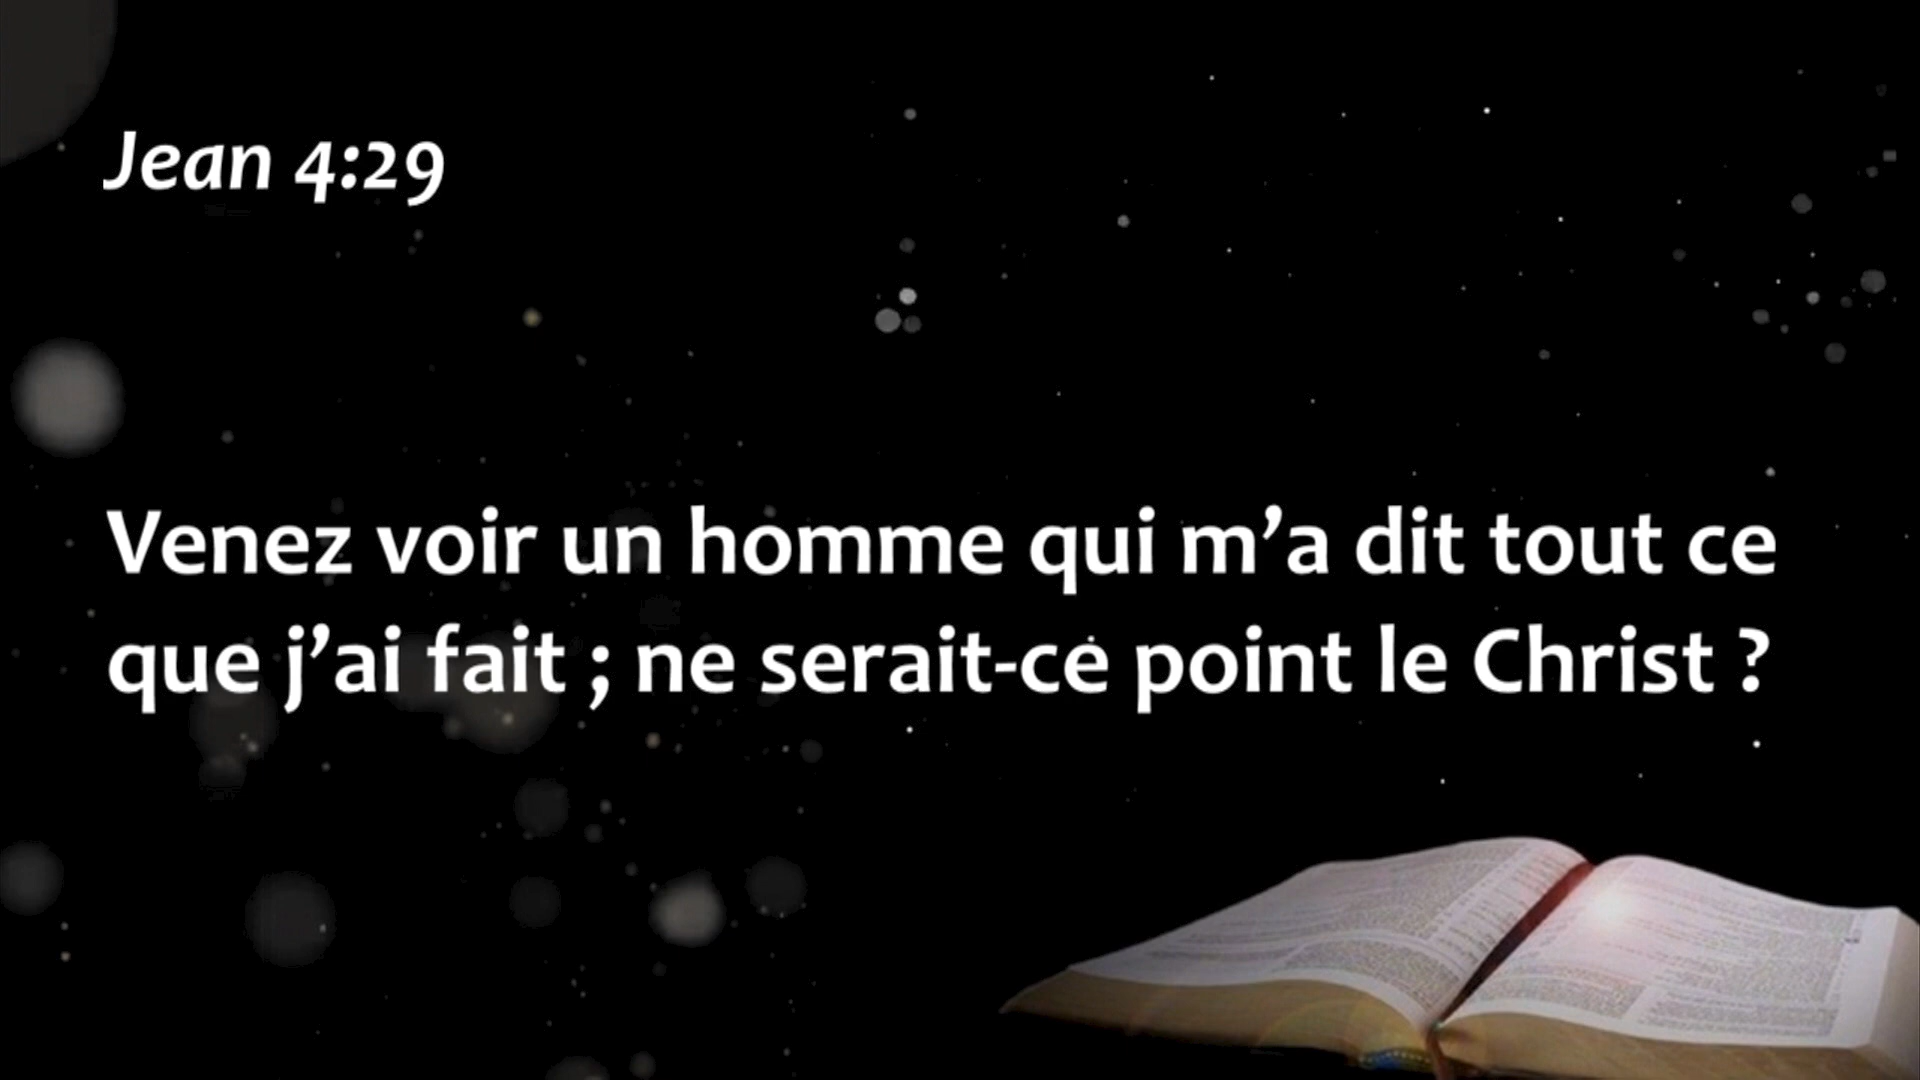 Jean 4:29
Venez voir un homme qui m’a dit tout ce
que j’ai fait ; ne serait-ce point le Christ ?